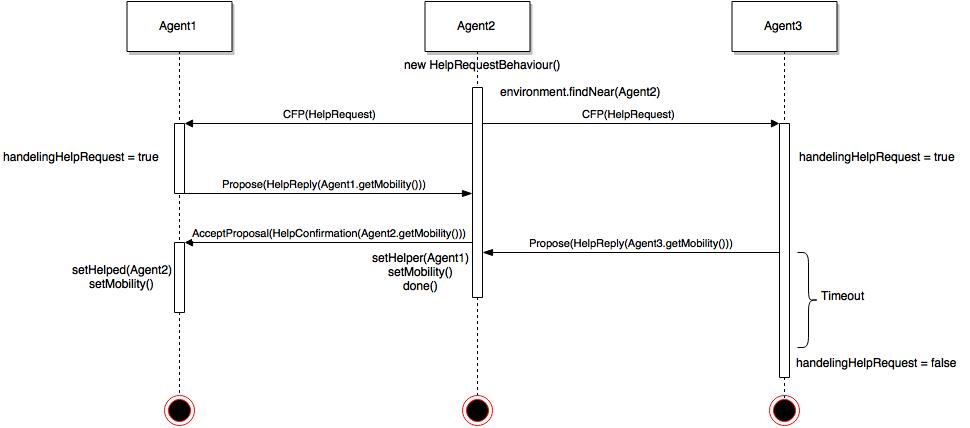 Agent1
Agent2
Agent3
new HelpRequestBehaviour()
environment.findNear(Agent2)
CFP(HelpRequest)
CFP(HelpRequest)
handelingHelpRequest = true
handelingHelpRequest = true
Propose(HelpReply(Agent1.getMobility()))
AcceptProposal(HelpConfirmation(Agent2.getMobility()))
Propose(HelpReply(Agent3.getMobility()))
setHelped(Agent2)
setMobility()
setHelper(Agent1)
setMobility()
done()
Timeout
handelingHelpRequest = false